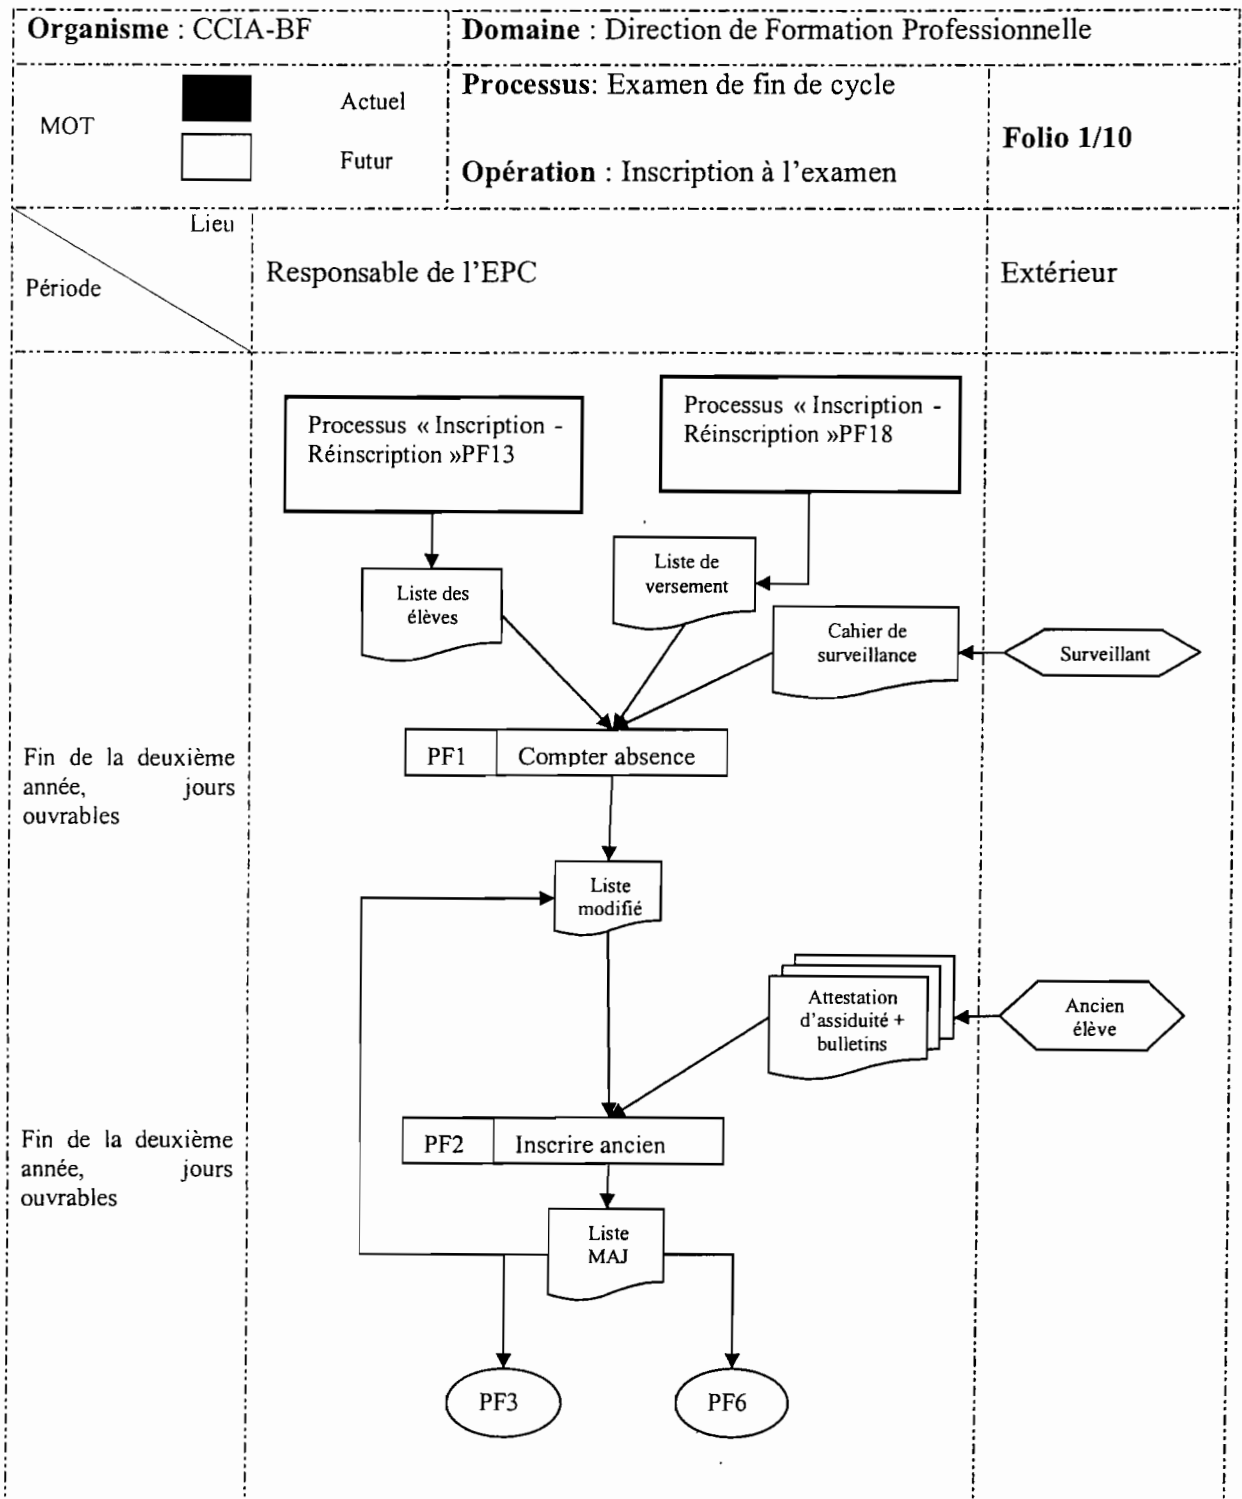 Organisme : CCIA-BF
Domaine : Direction de Formation Professionnelle
MOT
Actuel
Futur
Processus: Examen de fin de cycle
Opération : Inscription à l'examen
Folio 1/10
Lieu
Période
Responsable de l'EPC
Extérieur
Processus « Inscription -
Réinscription »PF13
Processus « Inscription -
Réinscription »PF18
Liste des
élèves
Liste de
versement
Cahier de
surveillance
Surveillant
Fin de la deuxième
année, jours
ouvrables
PF1
Compter absence
Liste
modifié
Attestation
d'assiduité +
bulletins
Ancien
élève
Fin de la deuxième
année, jours
ouvrables
PF2
Inscrire ancien
Liste
MAJ
PF3
PF6